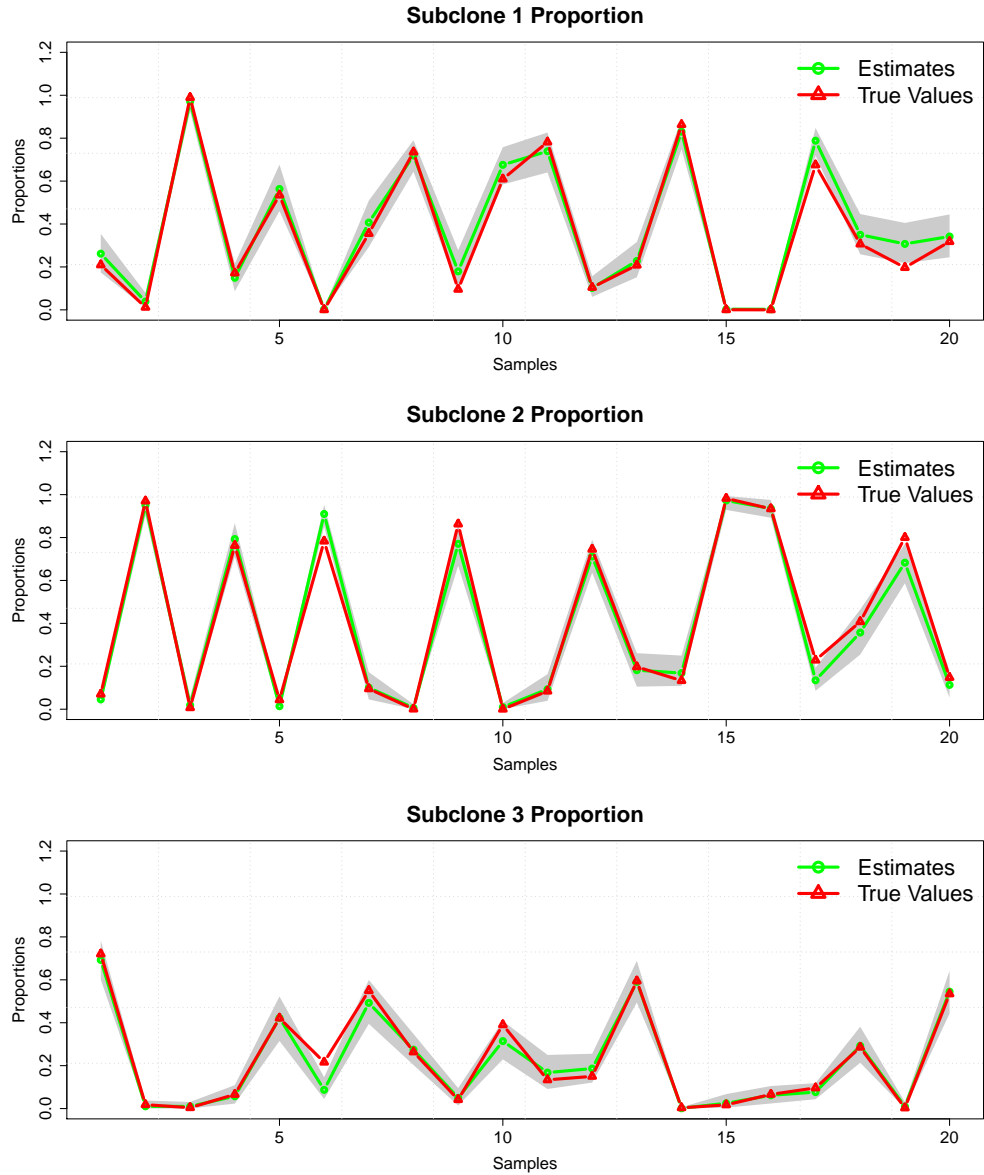 Subclone 1 Proportion
Proportions
0.0 0.2 0.4 0.6 0.8 1.0 1.2
Estimates
True Values
5 10 15 20
Samples
Subclone 2 Proportion
Proportions
0.0 0.2 0.4 0.6 0.8 1.0 1.2
Estimates
True Values
5 10 15 20
Samples
Subclone 3 Proportion
Proportions
0.0 0.2 0.4 0.6 0.8 1.0 1.2
Estimates
True Values
5 10 15 20
Samples